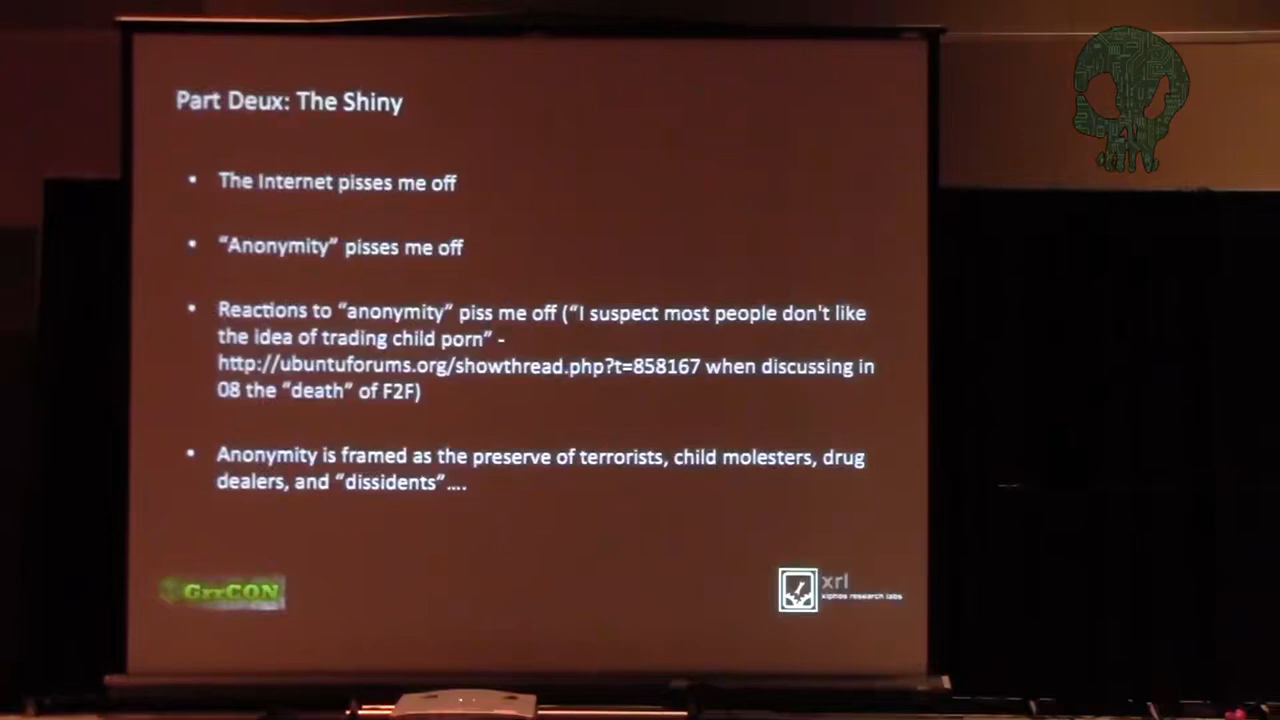 Part Deux: The Shiny
• The Internet pisses me off
• “Anonymity” pisses me off
• Reactions to “anonymity” piss me off (“I suspect most people don't like
the idea of trading child porn” -
http://ubuntuforums.org/showthread.php?t=858167 when discussing in
08 the “death” of F2F)
• Anonymity is framed as the preserve of terrorists, child molesters, drug
dealers, and “dissidents”....
GrrCON
xrl
xiphos research labs